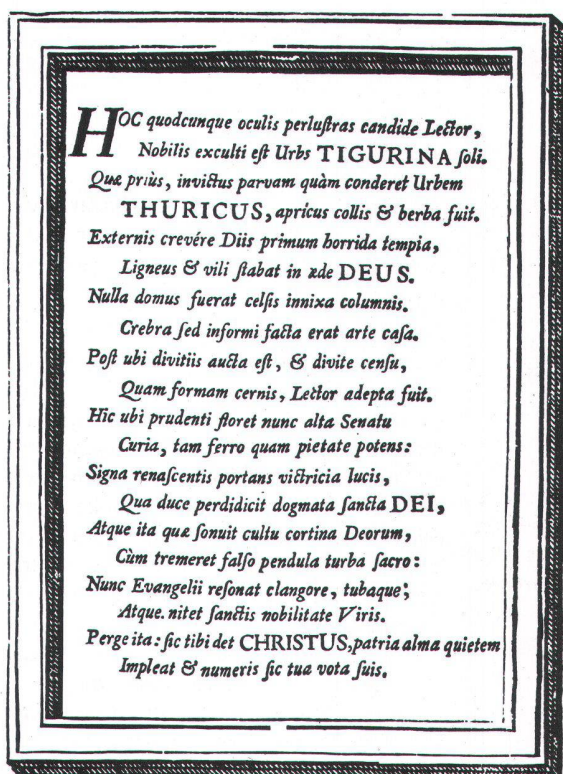 HOC quodcunque oculis perluſtras candide Lector,
Nobilis exculti eſt Urbs TIGURINA ſoli.
Quæ priùs, invictus parvam quàm conderet Urbem
THURICUS, apricus collis & herba fuit.
Externis crevére Diis primum horrida templa,
Ligneus & vili ſtabat in æde DEUS.
Nulla domus fuerat celſis innixa columnis.
Crebra ſed informi facta erat arte caſa.
Poſt ubi divitiis aucta eſt, & divite cenſu,
Quam formam cernis, Lector adepta fuit.
Hic ubi prudenti floret nunc alta Senatu
Curia, tam ferro quam pietate potens:
Signa renaſcentis portans victricia lucis,
Qua duce perdidicit dogmata ſancta DEI,
Atque ita quæ ſonuit cultu cortina Deorum,
Cùm tremeret falſo pendula turba ſacro:
Nunc Evangelii reſonat clangore, tubaque;
Atque. nitet ſanctis nobilitate Viris.
Perge ita: ſic tibi det CHRISTUS, patria alma quietem
Impleat & numeris ſic tua vota ſuis.